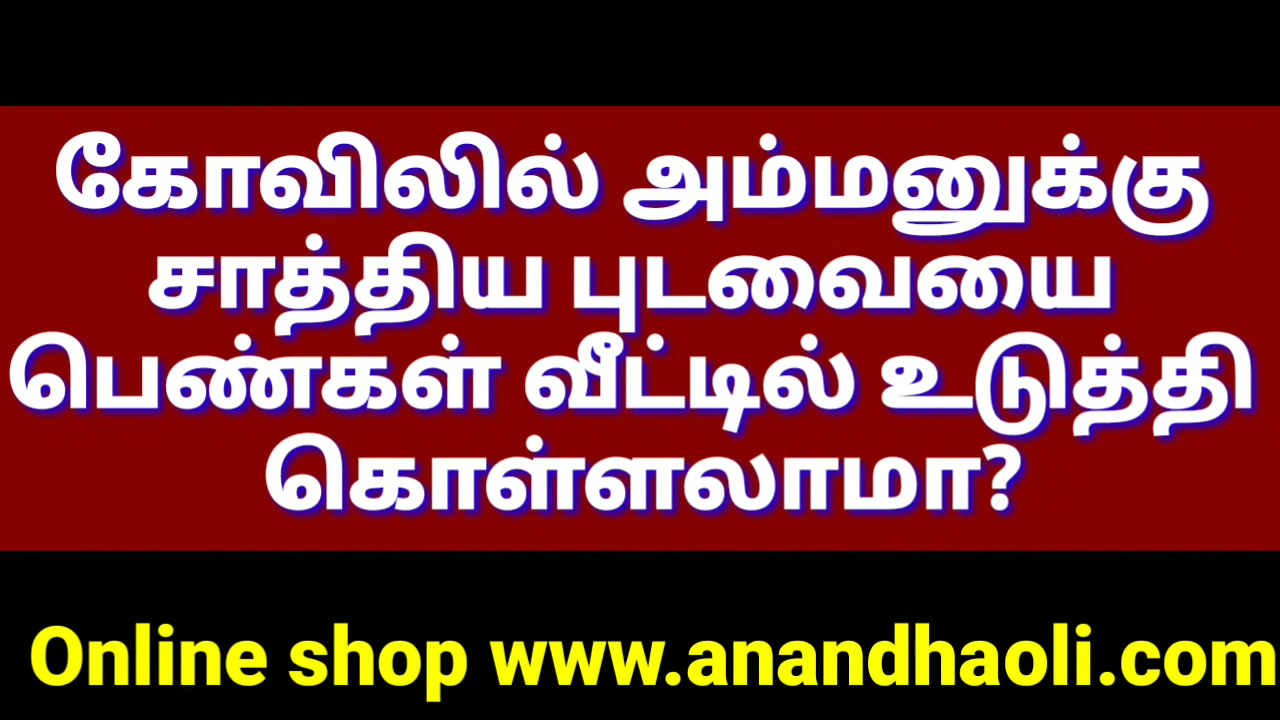 கோவிலில் அம்மனுக்கு
சாத்திய புடவையை
பெண்கள் வீட்டில் உடுத்தி
கொள்ளலாமா?
Online shop www.anandhaoli.com